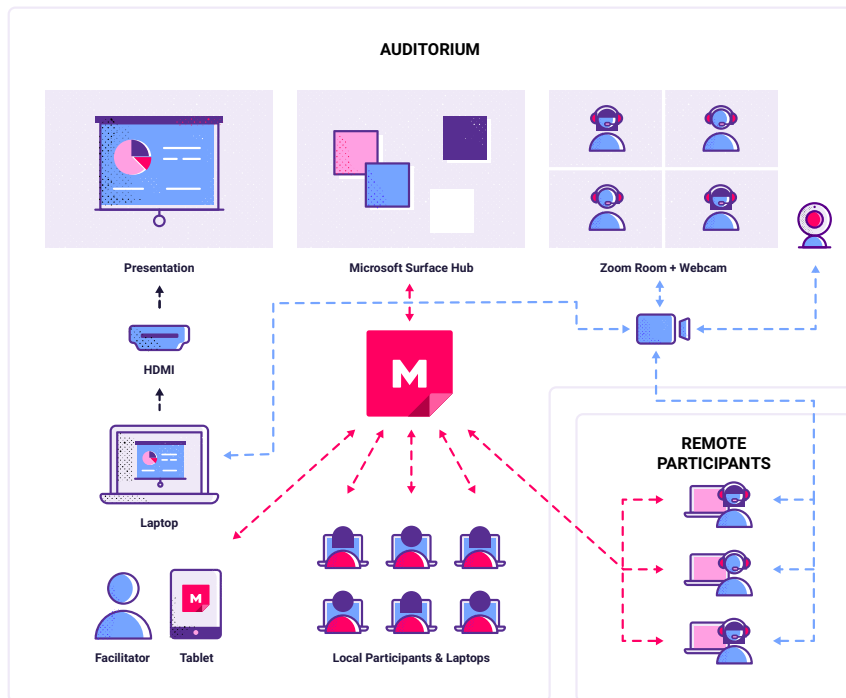 AUDITORIUM
Presentation
Microsoft Surface Hub
Zoom Room + Webcam
HDMI
M
Laptop
REMOTE
PARTICIPANTS
M
Facilitator
Tablet
Local Participants & Laptops